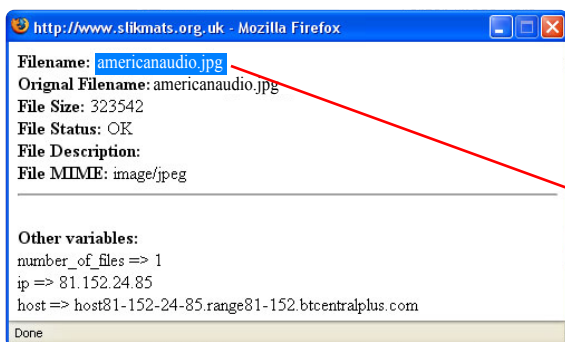 http://www.slikmats.org.uk - Mozilla Firefox
Filename: americanaudio.jpg
Orignal Filename: americanaudio.jpg
File Size: 323542
File Status: OK
File Description:
File MIME: image/jpeg
Other variables:
number_of_files => 1
ip => 81.152.24.85
host => host81-152-24-85.range81-152.btcentralplus.com
Done